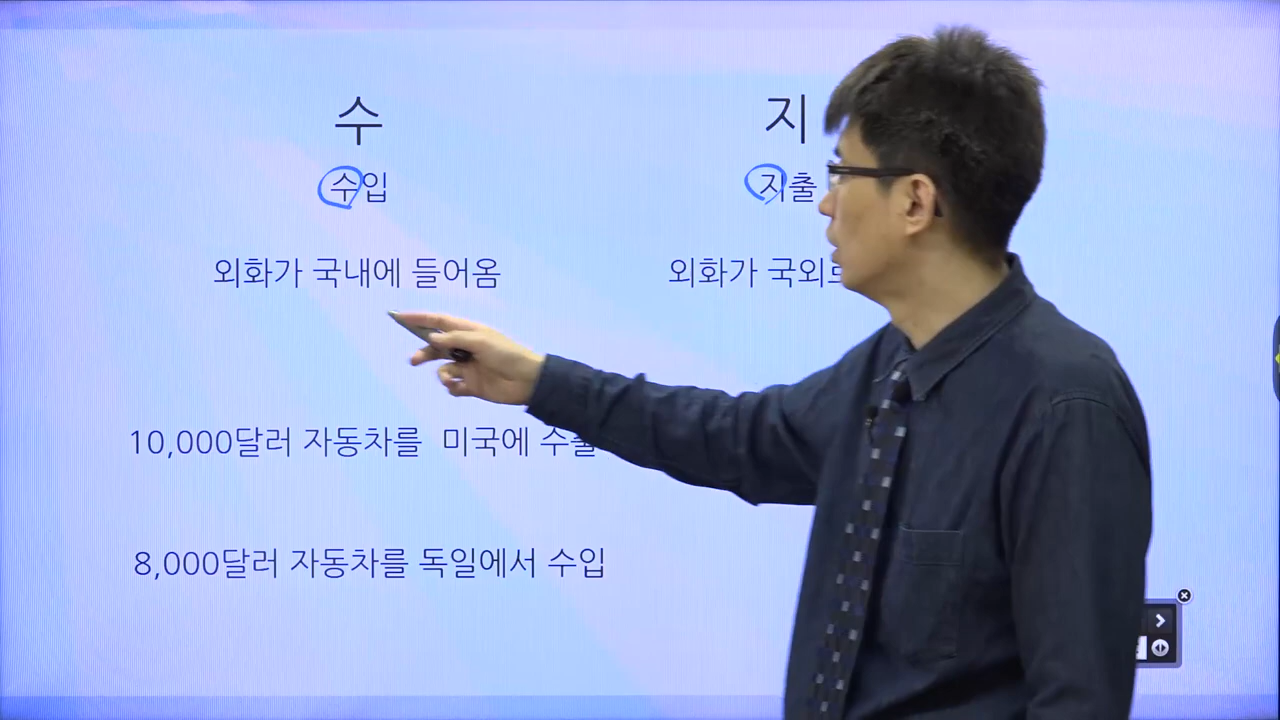 수 지
수입 지출
외화가 국내에 들어옴 외화가
10,000달러 자동차를 미국에
8,000달러 자동차를 독일에서 수입